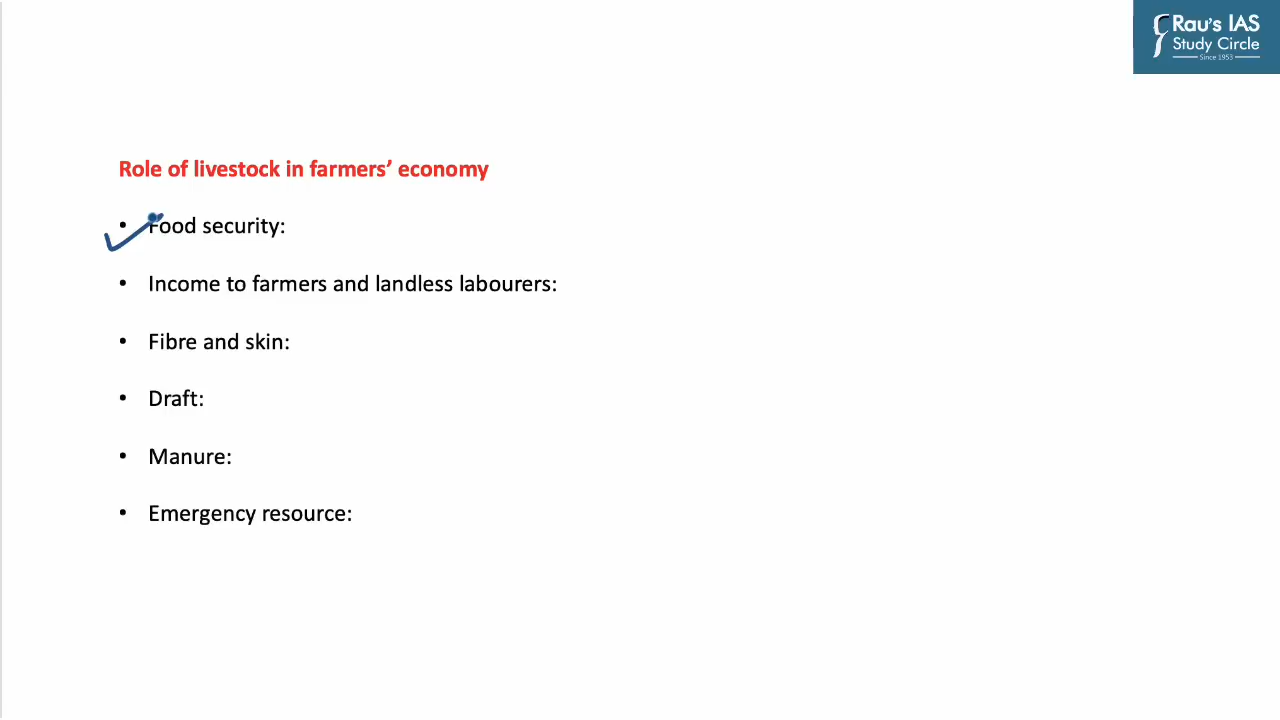 Rau's IAS
Study Circle
Since 1953
Role of livestock in farmers’ economy
• Food security:
• Income to farmers and landless labourers:
• Fibre and skin:
• Draft:
• Manure:
• Emergency resource: